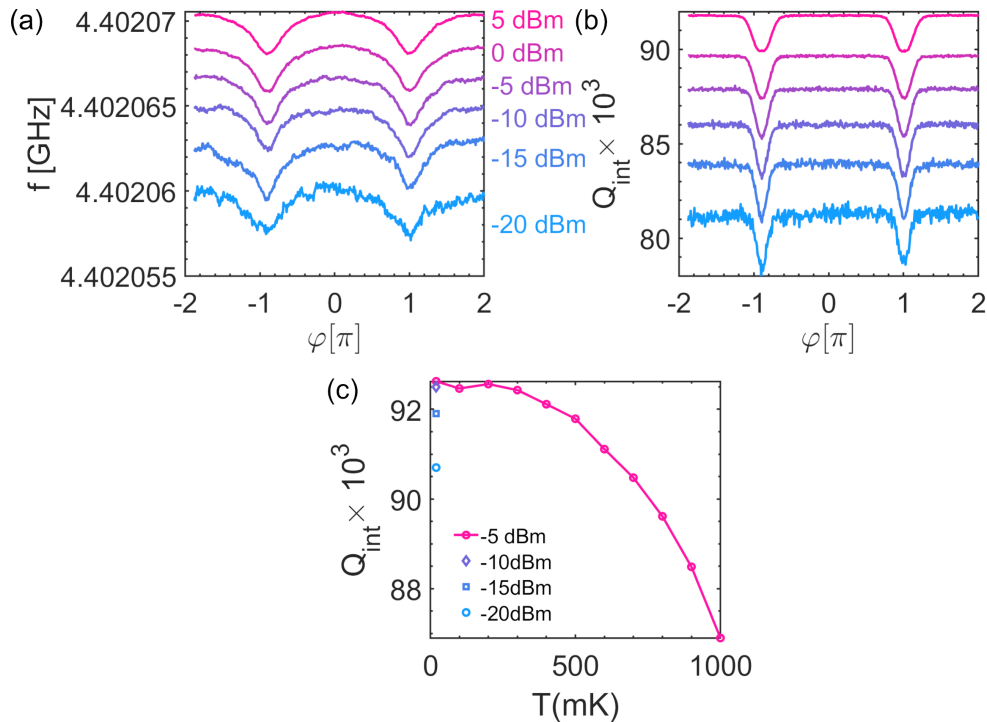 (a)
f [GHz]
4.40207
4.402065
4.40206
4.402055
-2 -1 0 1 2
φ[π]
5 dBm
0 dBm
-5 dBm
-10 dBm
-15 dBm
-20 dBm
(b)
Q_int × 10^3
90
85
80
-2 -1 0 1 2
φ[π]
(c)
Q_int × 10^3
92
90
88
-5 dBm
-10dBm
-15dBm
-20dBm
0 500 1000
T(mK)